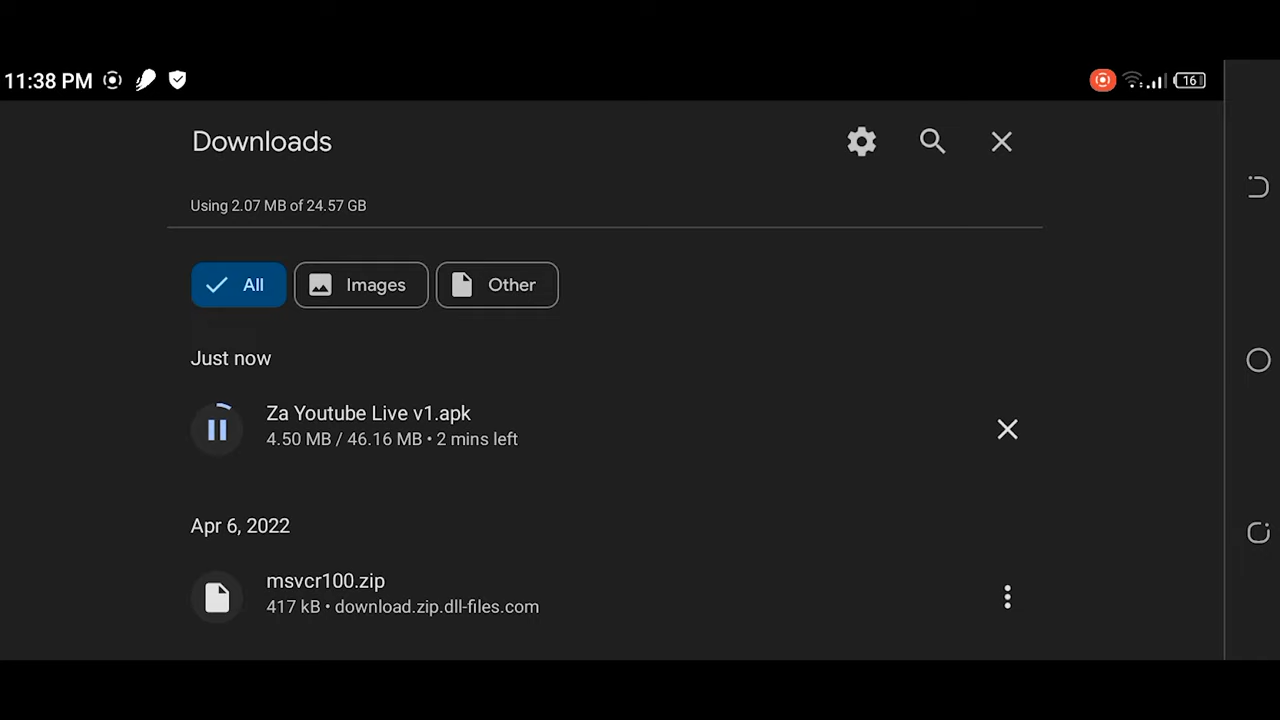 11:38 PM
16
Downloads
Using 2.07 MB of 24.57 GB
All
Images
Other
Just now
Za Youtube Live v1.apk
4.50 MB / 46.16 MB • 2 mins left
Apr 6, 2022
msvcr100.zip
417 kB • download.zip.dll-files.com